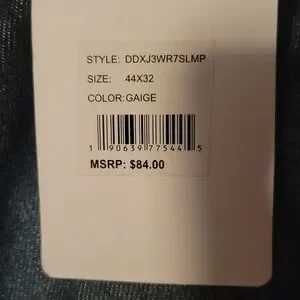 STYLE: DDXJ3WR7SLMP
SIZE: 44X32
COLOR:GAIGE
1 90639 77544 5
MSRP: $84.00